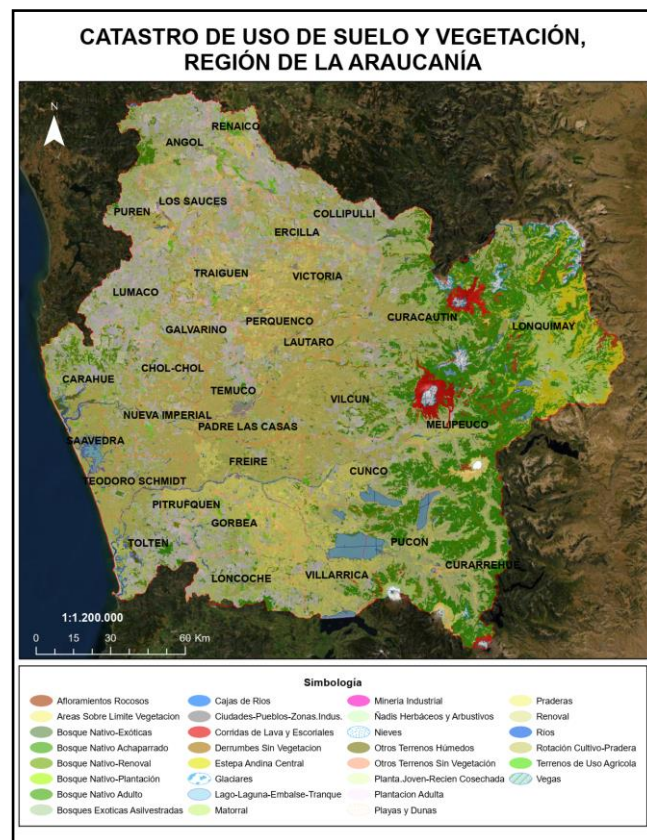 CATASTRO DE USO DE SUELO Y VEGETACIÓN,
REGIÓN DE LA ARAUCANÍA
N
RENAICO
ANGOL
LOS SAUCES
PUREN
COLLIPULLI
ERCILLA
TRAIGUEN
VICTORIA
LUMACO
PERQUENCO
CURACAUTIN
LONQUIMAY
GALVARINO
LAUTARO
CHOL-CHOL
CARAHUE
TEMUCO
VILCUN
NUEVA IMPERIAL
PADRE LAS CASAS
MELIPEUCO
SAAVEDRA
FREIRE
CUNCO
TEODORO SCHMIDT
PITRUFQUEN
GORBEA
TOLTEN
PUCON
CURARREHUE
LONCOCHE
VILLARRICA
1:1.200.000
0 15 30 60 Km
Simbología
Afloramientos Rocosos
Areas Sobre Limite Vegetacion
Bosque Nativo-Exóticas
Bosque Nativo Achaparrado
Bosque Nativo-Renoval
Bosque Nativo-Plantación
Bosque Nativo Adulto
Bosques Exoticas Asilvestradas
Cajas de Rios
Ciudades-Pueblos-Zonas.Indus.
Corridas de Lava y Escoriales
Derrumbes Sin Vegetacion
Estepa Andina Central
Glaciares
Lago-Laguna-Embalse-Tranque
Matorral
Mineria Industrial
Ñadis Herbáceos y Arbustivos
Nieves
Otros Terrenos Húmedos
Otros Terrenos Sin Vegetación
Planta.Joven-Recien Cosechada
Plantacion Adulta
Playas y Dunas
Praderas
Renoval
Rios
Rotación Cultivo-Pradera
Terrenos de Uso Agricola
Vegas